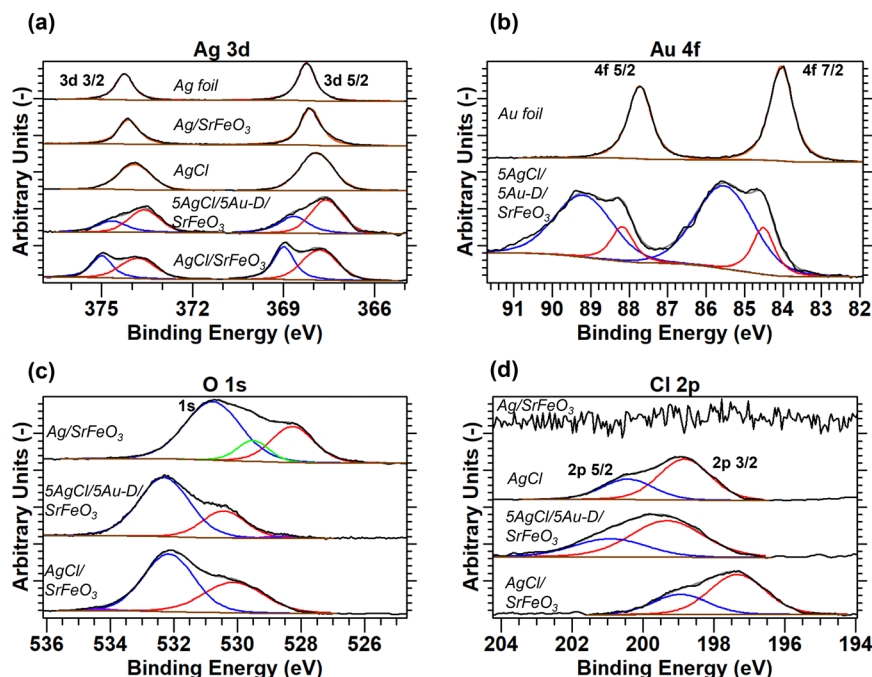 (a)
Ag 3d
3d 3/2
3d 5/2
Ag foil
Ag/SrFeO3
AgCl
5AgCl/5Au-D/
SrFeO3
AgCl/SrFeO3
Arbitrary Units (-)
375
372
369
366
Binding Energy (eV)
(b)
Au 4f
4f 5/2
4f 7/2
Au foil
5AgCl/
5Au-D/
SrFeO3
Arbitrary Units (-)
91
90
89
88
87
86
85
84
83
82
Binding Energy (eV)
(c)
O 1s
1s
Ag/SrFeO3
5AgCl/5Au-D/
SrFeO3
AgCl/
SrFeO3
Arbitrary Units (-)
536
534
532
530
528
526
Binding Energy (eV)
(d)
Cl 2p
Ag/SrFeO3
2p 5/2
2p 3/2
AgCl
5AgCl/5Au-D/
SrFeO3
AgCl/
SrFeO3
Arbitrary Units (-)
204
202
200
198
196
194
Binding Energy (eV)